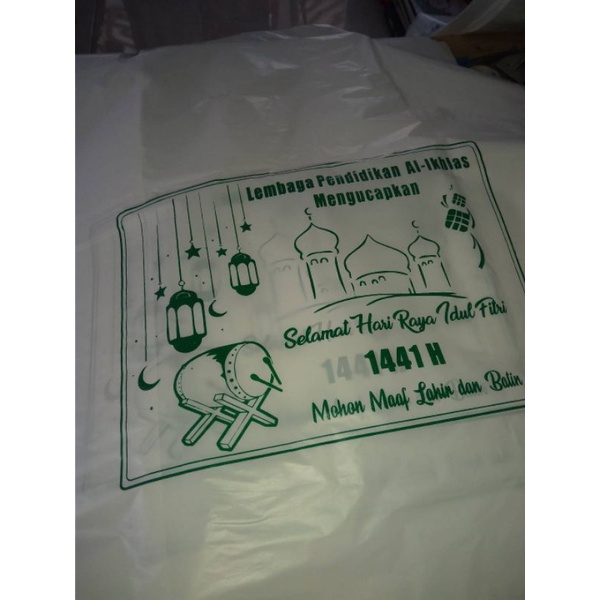 Lembaga Pendidikan Al-Ikhlas
Mengucapkan
Selamat Hari Raya Idul Fitri
1441 H
Mohon Maaf Lahir dan Batin